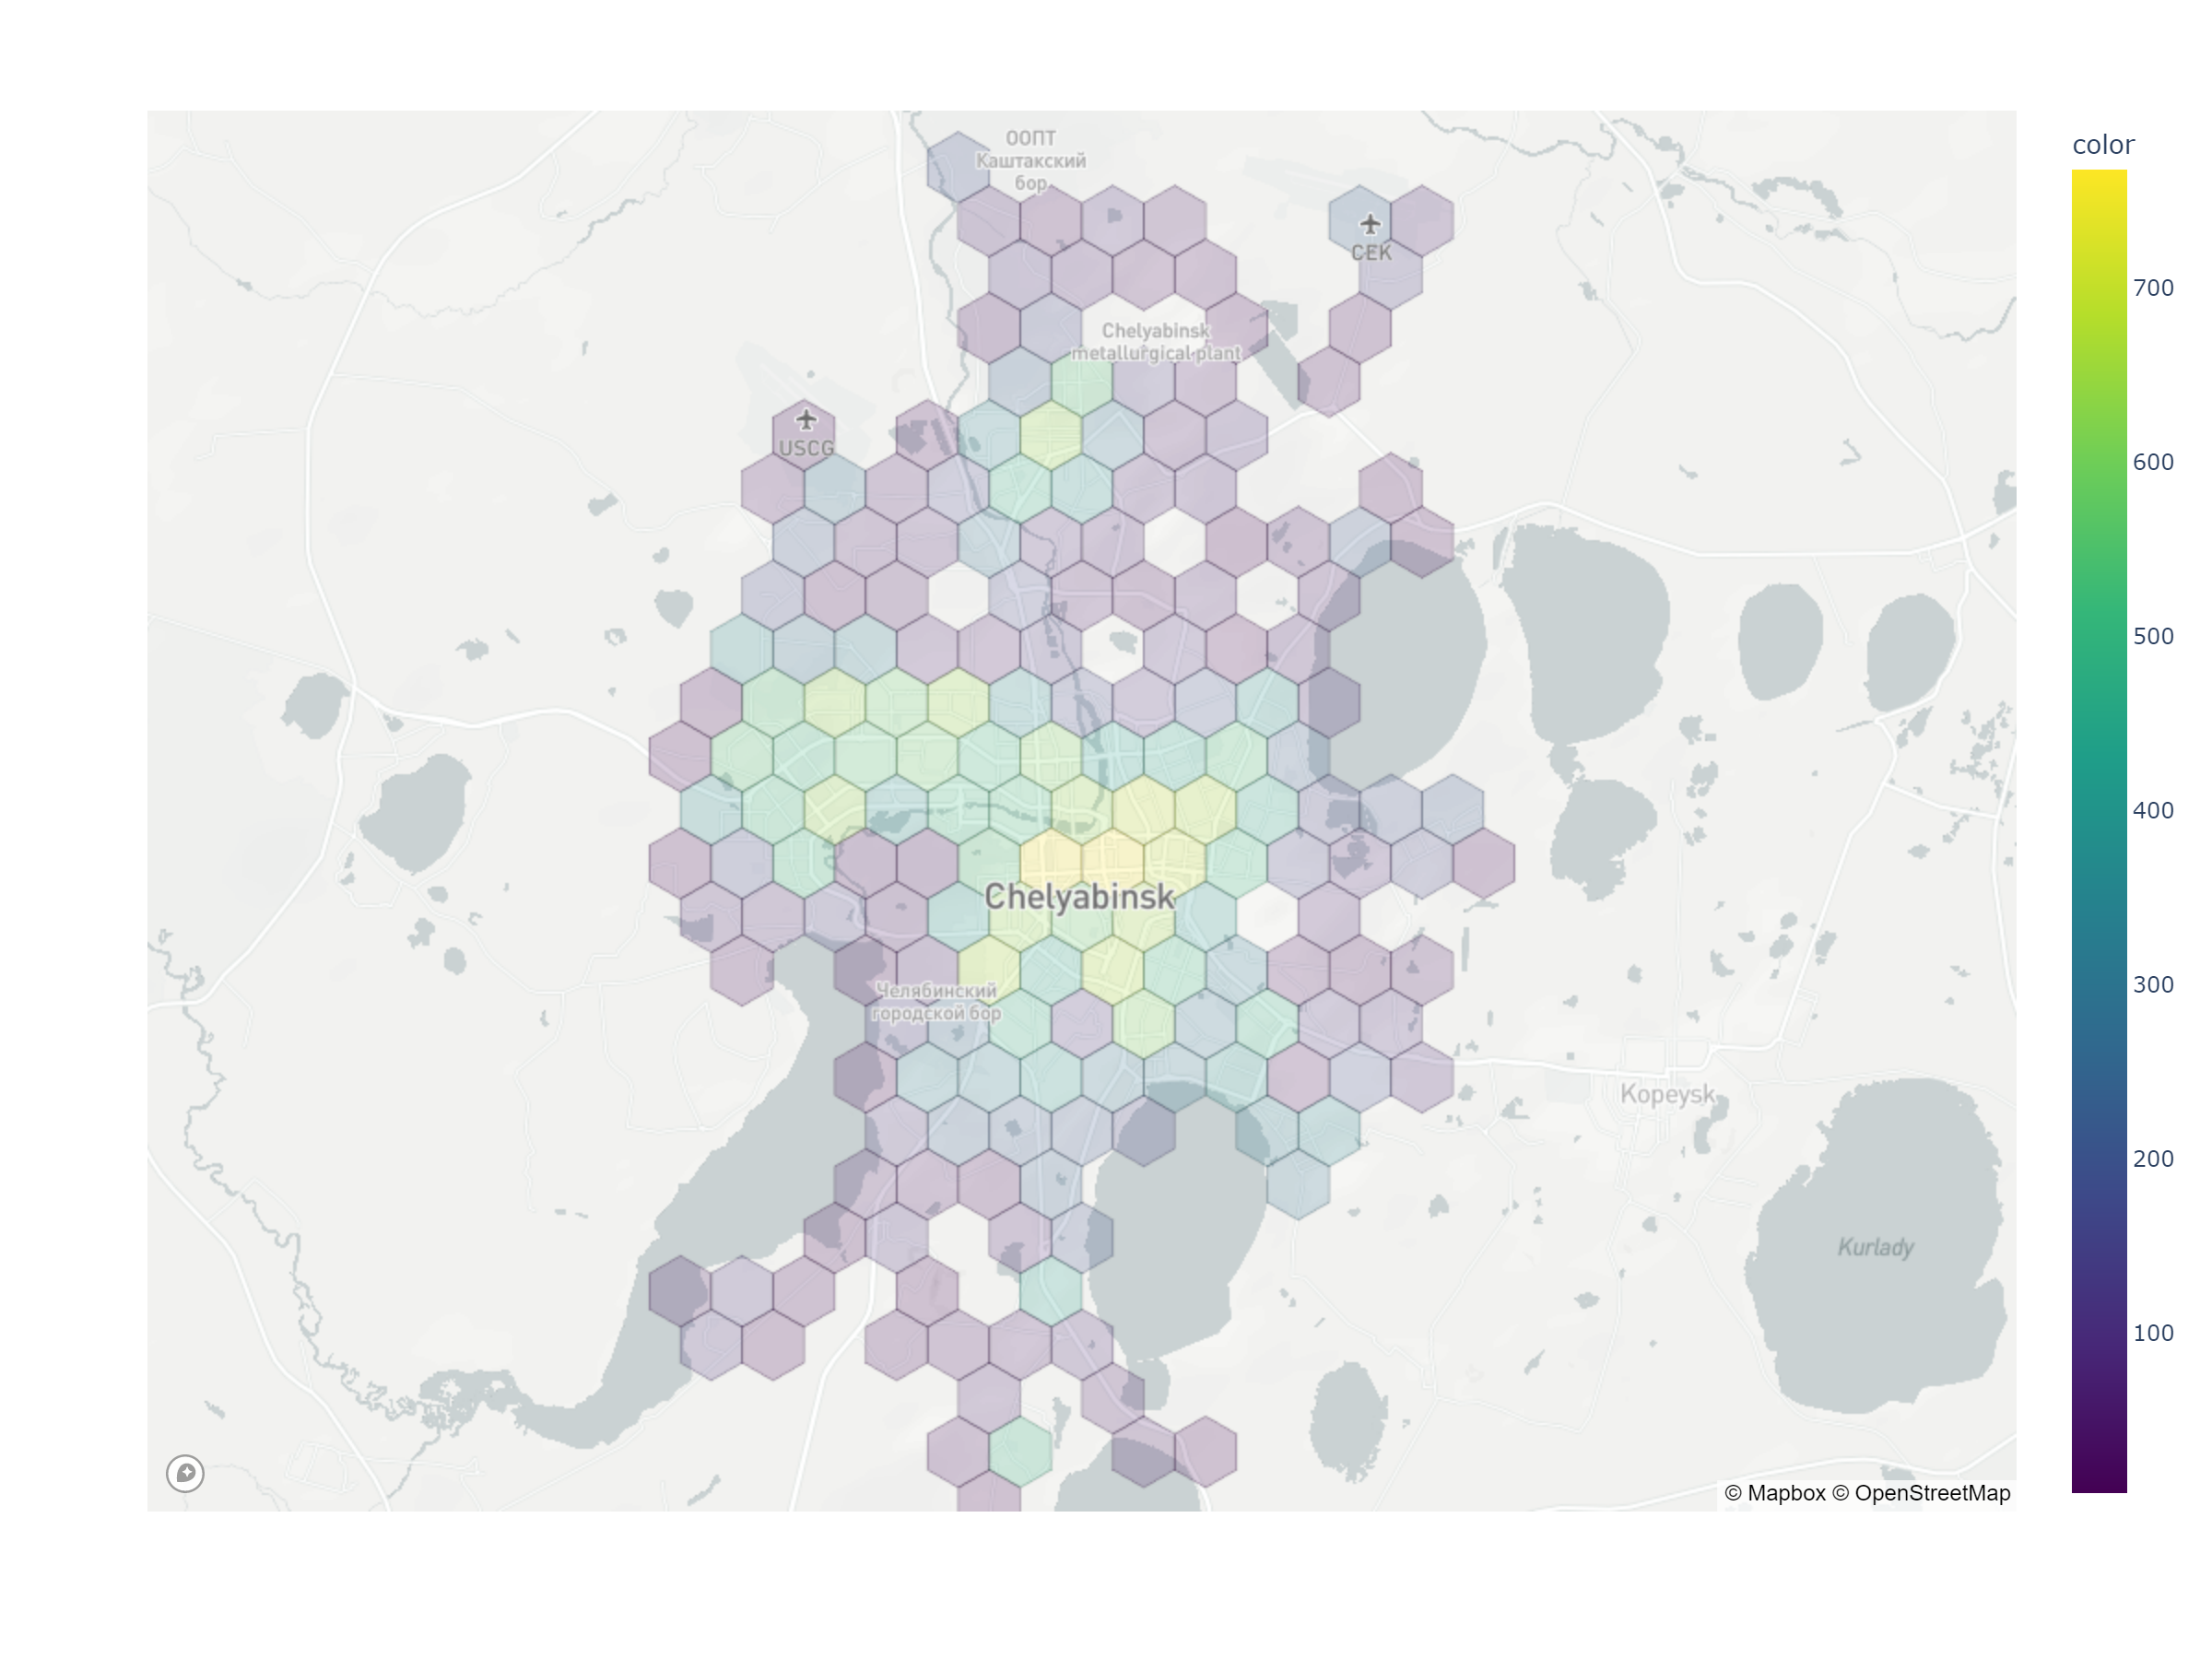 ООПТ
Каштакский
бор
color
CEK
700
Chelyabinsk
metallurgical plant
USCG
600
500
400
Chelyabinsk
Челябинский
городской бор
300
Kopeysk
200
Kurlady
100
© Mapbox © OpenStreetMap